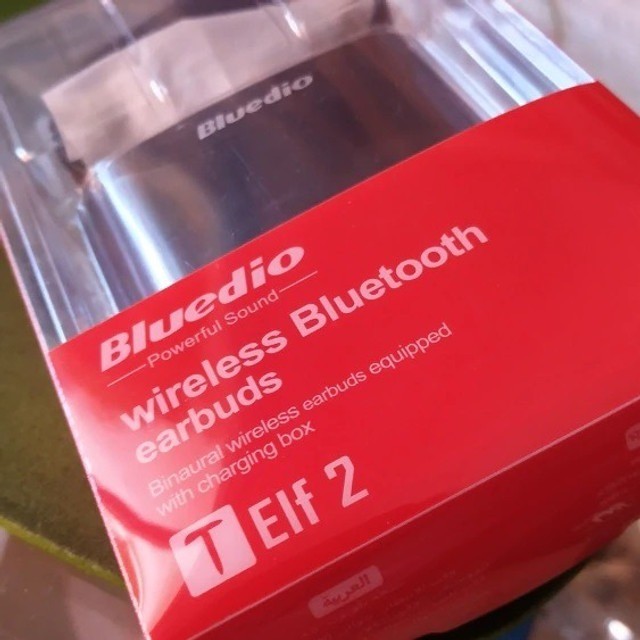 Bluedio
Bluedio
Powerful Sound
wireless Bluetooth
earbuds
Binaural wireless earbuds equipped
with charging box
T Elf 2
العربية